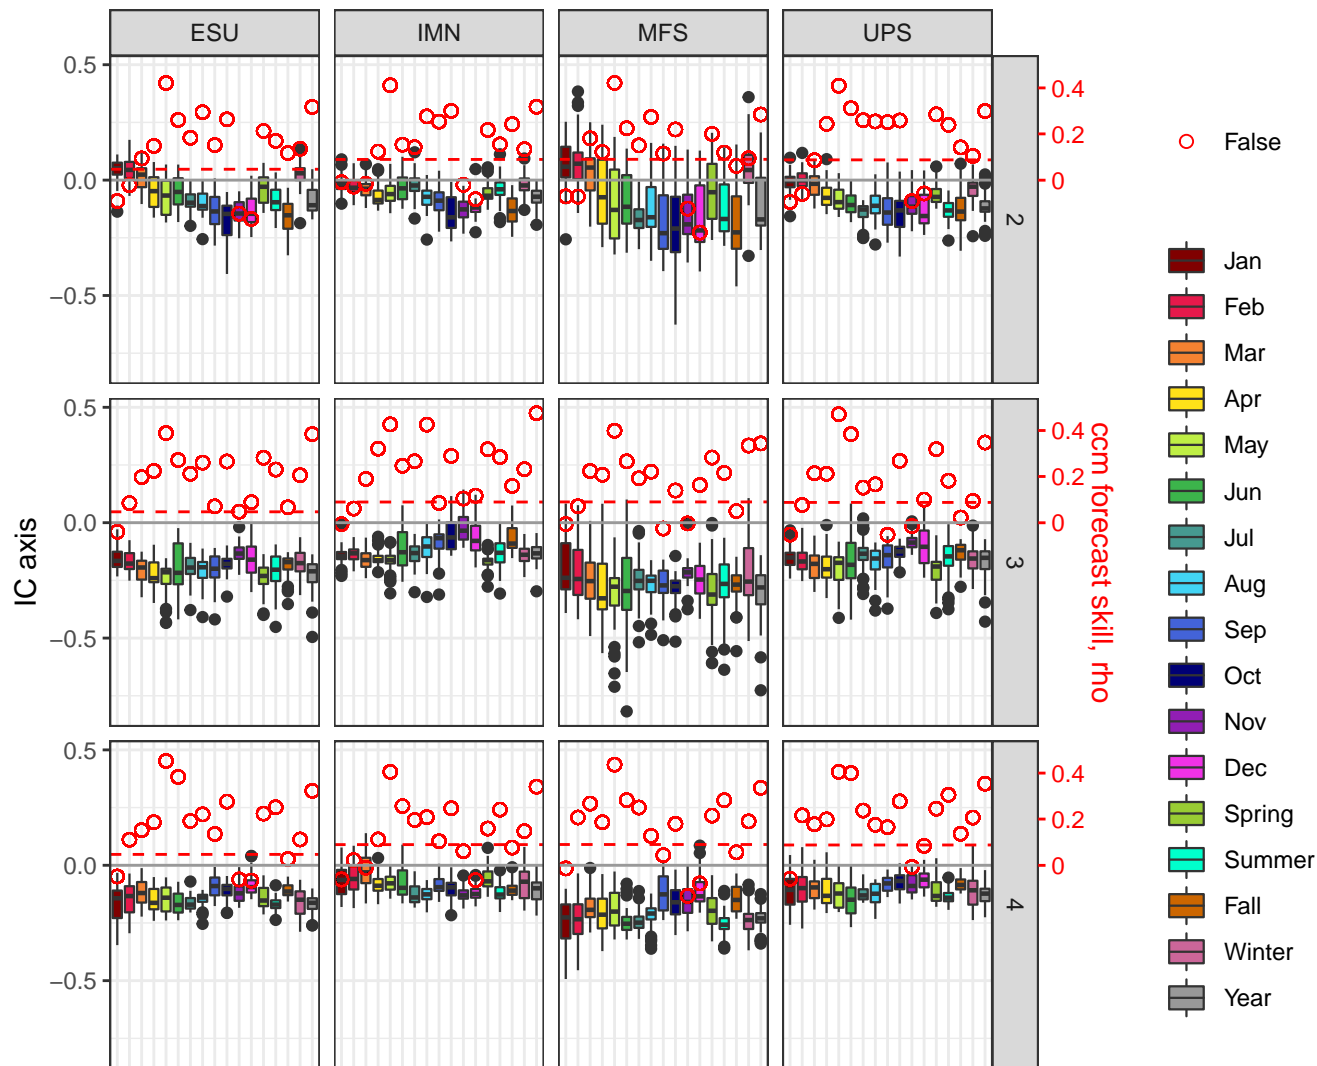 ESU IMN MFS UPS
0.5
0.0
−0.5
0.4
0.2
0
2
0.5
0.0
−0.5
0.4
0.2
0
3
0.5
0.0
−0.5
0.4
0.2
0
4
IC axis
ccm forecast skill, rho
False
Jan
Feb
Mar
Apr
May
Jun
Jul
Aug
Sep
Oct
Nov
Dec
Spring
Summer
Fall
Winter
Year